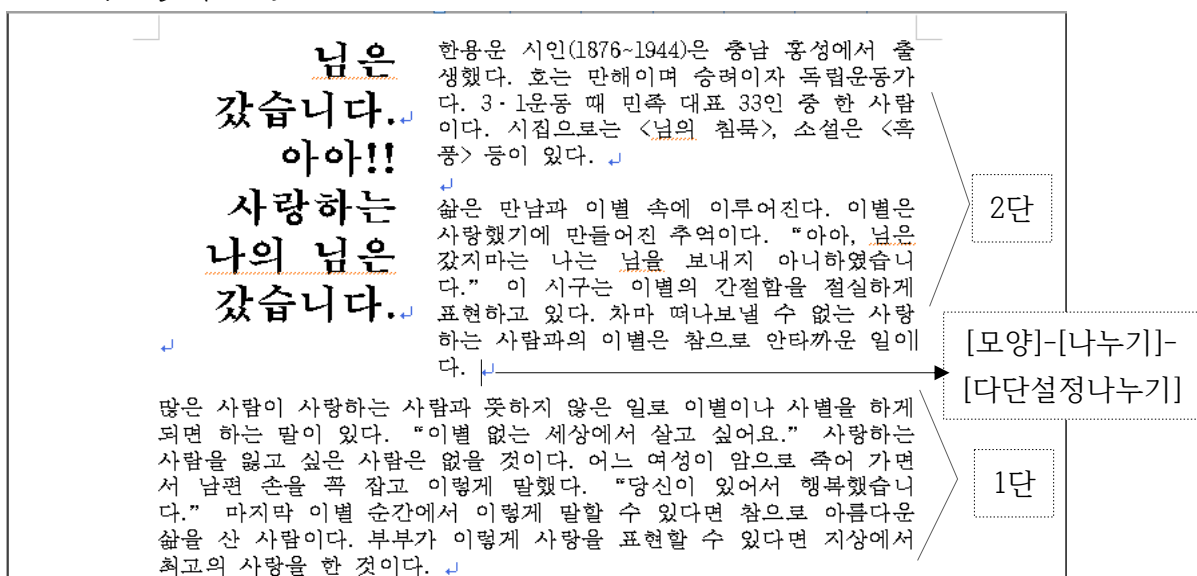 님은
갔습니다.
아아!!
사랑하는
나의 님은
갔습니다.
한용운 시인(1876~1944)은 충남 홍성에서 출
생했다. 호는 만해이며 승려이자 독립운동가
다. 3·1운동 때 민족 대표 33인 중 한 사람
이다. 시집으로는 <님의 침묵>, 소설은 <흑
풍> 등이 있다.
삶은 만남과 이별 속에 이루어진다. 이별은
사랑했기에 만들어진 추억이다. “아아, 님은
갔지마는 나는 님을 보내지 아니하였습니
다.” 이 시구는 이별의 간절함을 절실하게
표현하고 있다. 차마 떠나보낼 수 없는 사랑
하는 사람과의 이별은 참으로 안타까운 일이
다.
2단
[모양]-[나누기]-
[다단설정나누기]
많은 사람이 사랑하는 사람과 뜻하지 않은 일로 이별이나 사별을 하게
되면 하는 말이 있다. “이별 없는 세상에서 살고 싶어요.” 사랑하는
사람을 잃고 싶은 사람은 없을 것이다. 어느 여성이 암으로 죽어 가면
서 남편 손을 꼭 잡고 이렇게 말했다. “당신이 있어서 행복했습니
다.” 마지막 이별 순간에서 이렇게 말할 수 있다면 참으로 아름다운
삶을 산 사람이다. 부부가 이렇게 사랑을 표현할 수 있다면 지상에서
최고의 사랑을 한 것이다.
1단